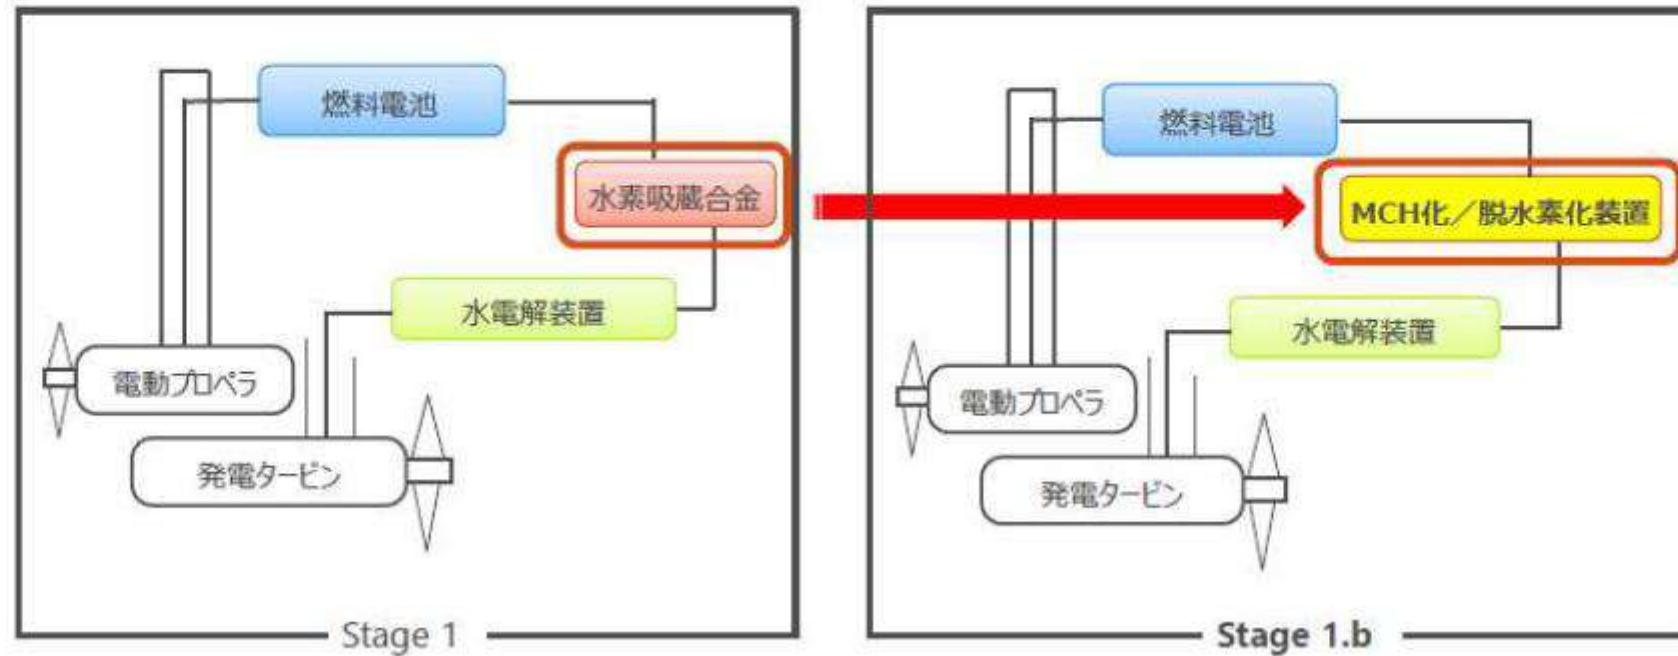 燃料電池
水素吸蔵合金
水電解装置
電動プロペラ
発電タービン
Stage 1
燃料電池
MCH化／脱水素化装置
水電解装置
電動プロペラ
発電タービン
Stage 1.b